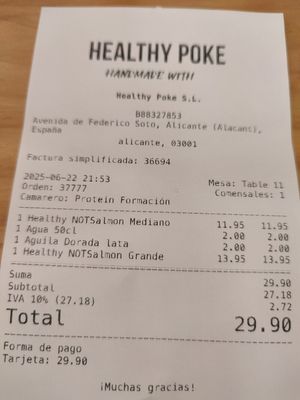 HEALTHY POKE
HANDMADE WITH
Healthy Poke S.L.
B88327853
Avenida de Federico Soto, Alicante (Alacant),
España
alicante, 03001
Factura simplificada: 36694
2025-06-22 21:53
Mesa: Table 11
Orden: 37777
Comensales: 1
Camarero: Protein Formación
1 Healthy NOTSalmon Mediano 11.95 11.95
1 Agua 50cl 2.00 2.00
1 Aguila Dorada lata 2.00 2.00
1 Healthy NOTSalmon Grande 13.95 13.95
Suma 29.90
Subtotal 27.18
IVA 10% (27.18) 2.72
Total 29.90
Forma de pago
Tarjeta: 29.90
¡Muchas gracias!